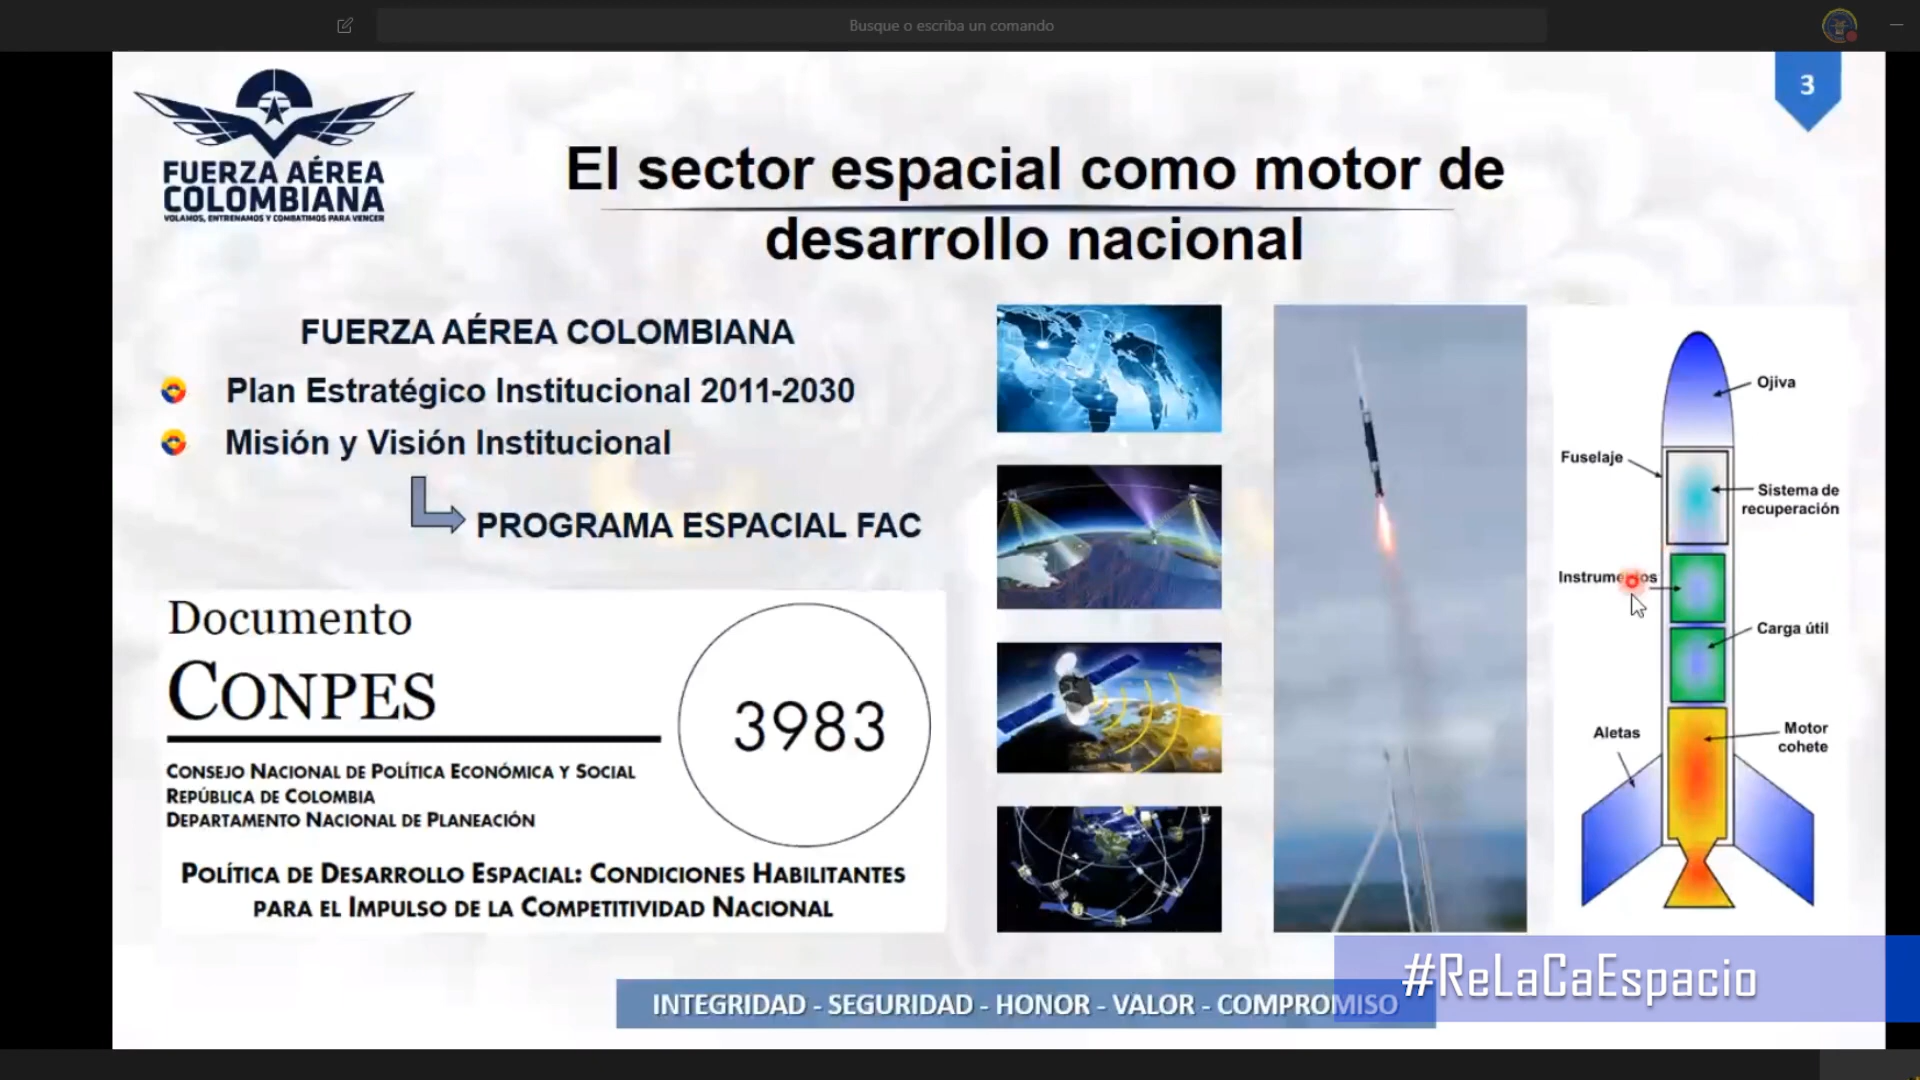 Busque o escriba un comando
3
FUERZA AÉREA
COLOMBIANA
VOLAMOS, ENTRENAMOS Y COMBATIMOS PARA VENCER
El sector espacial como motor de
desarrollo nacional
FUERZA AÉREA COLOMBIANA
Plan Estratégico Institucional 2011-2030
Misión y Visión Institucional
PROGRAMA ESPACIAL FAC
Documento
CONPES
3983
CONSEJO NACIONAL DE POLÍTICA ECONÓMICA Y SOCIAL
REPÚBLICA DE COLOMBIA
DEPARTAMENTO NACIONAL DE PLANEACIÓN
POLÍTICA DE DESARROLLO ESPACIAL: CONDICIONES HABILITANTES
PARA EL IMPULSO DE LA COMPETITIVIDAD NACIONAL
Ojiva
Fuselaje
Sistema de
recuperación
Instrumentos
Carga útil
Aletas
Motor
cohete
#ReLaCaEspacio
INTEGRIDAD - SEGURIDAD - HONOR - VALOR - COMPROMISO